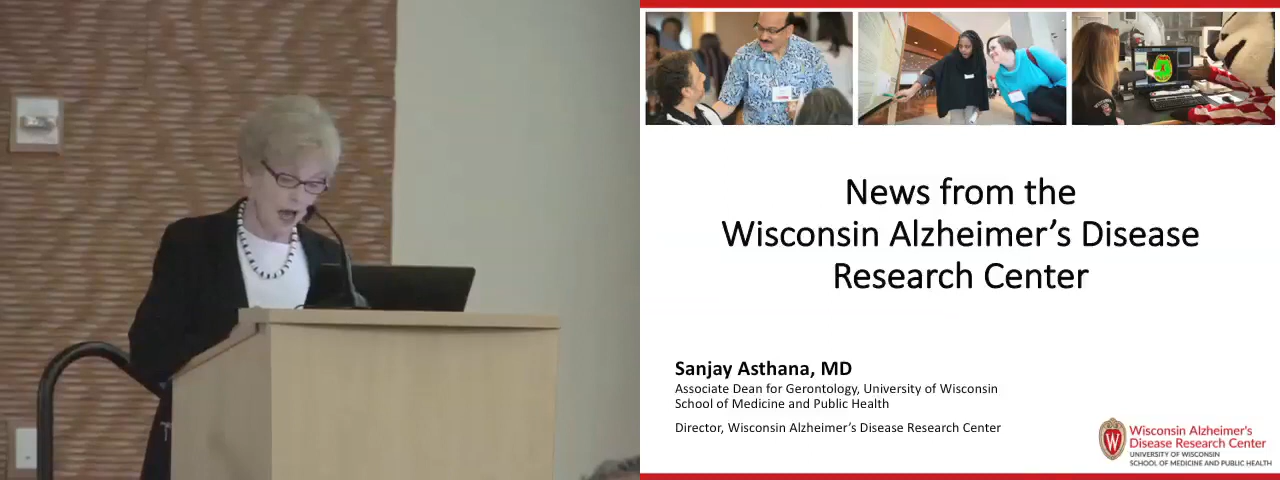 News from the
Wisconsin Alzheimer's Disease
Research Center
Sanjay Asthana, MD
Associate Dean for Gerontology, University of Wisconsin
School of Medicine and Public Health
Director, Wisconsin Alzheimer's Disease Research Center
W
Wisconsin Alzheimer's
Disease Research Center
UNIVERSITY OF WISCONSIN
SCHOOL OF MEDICINE AND PUBLIC HEALTH